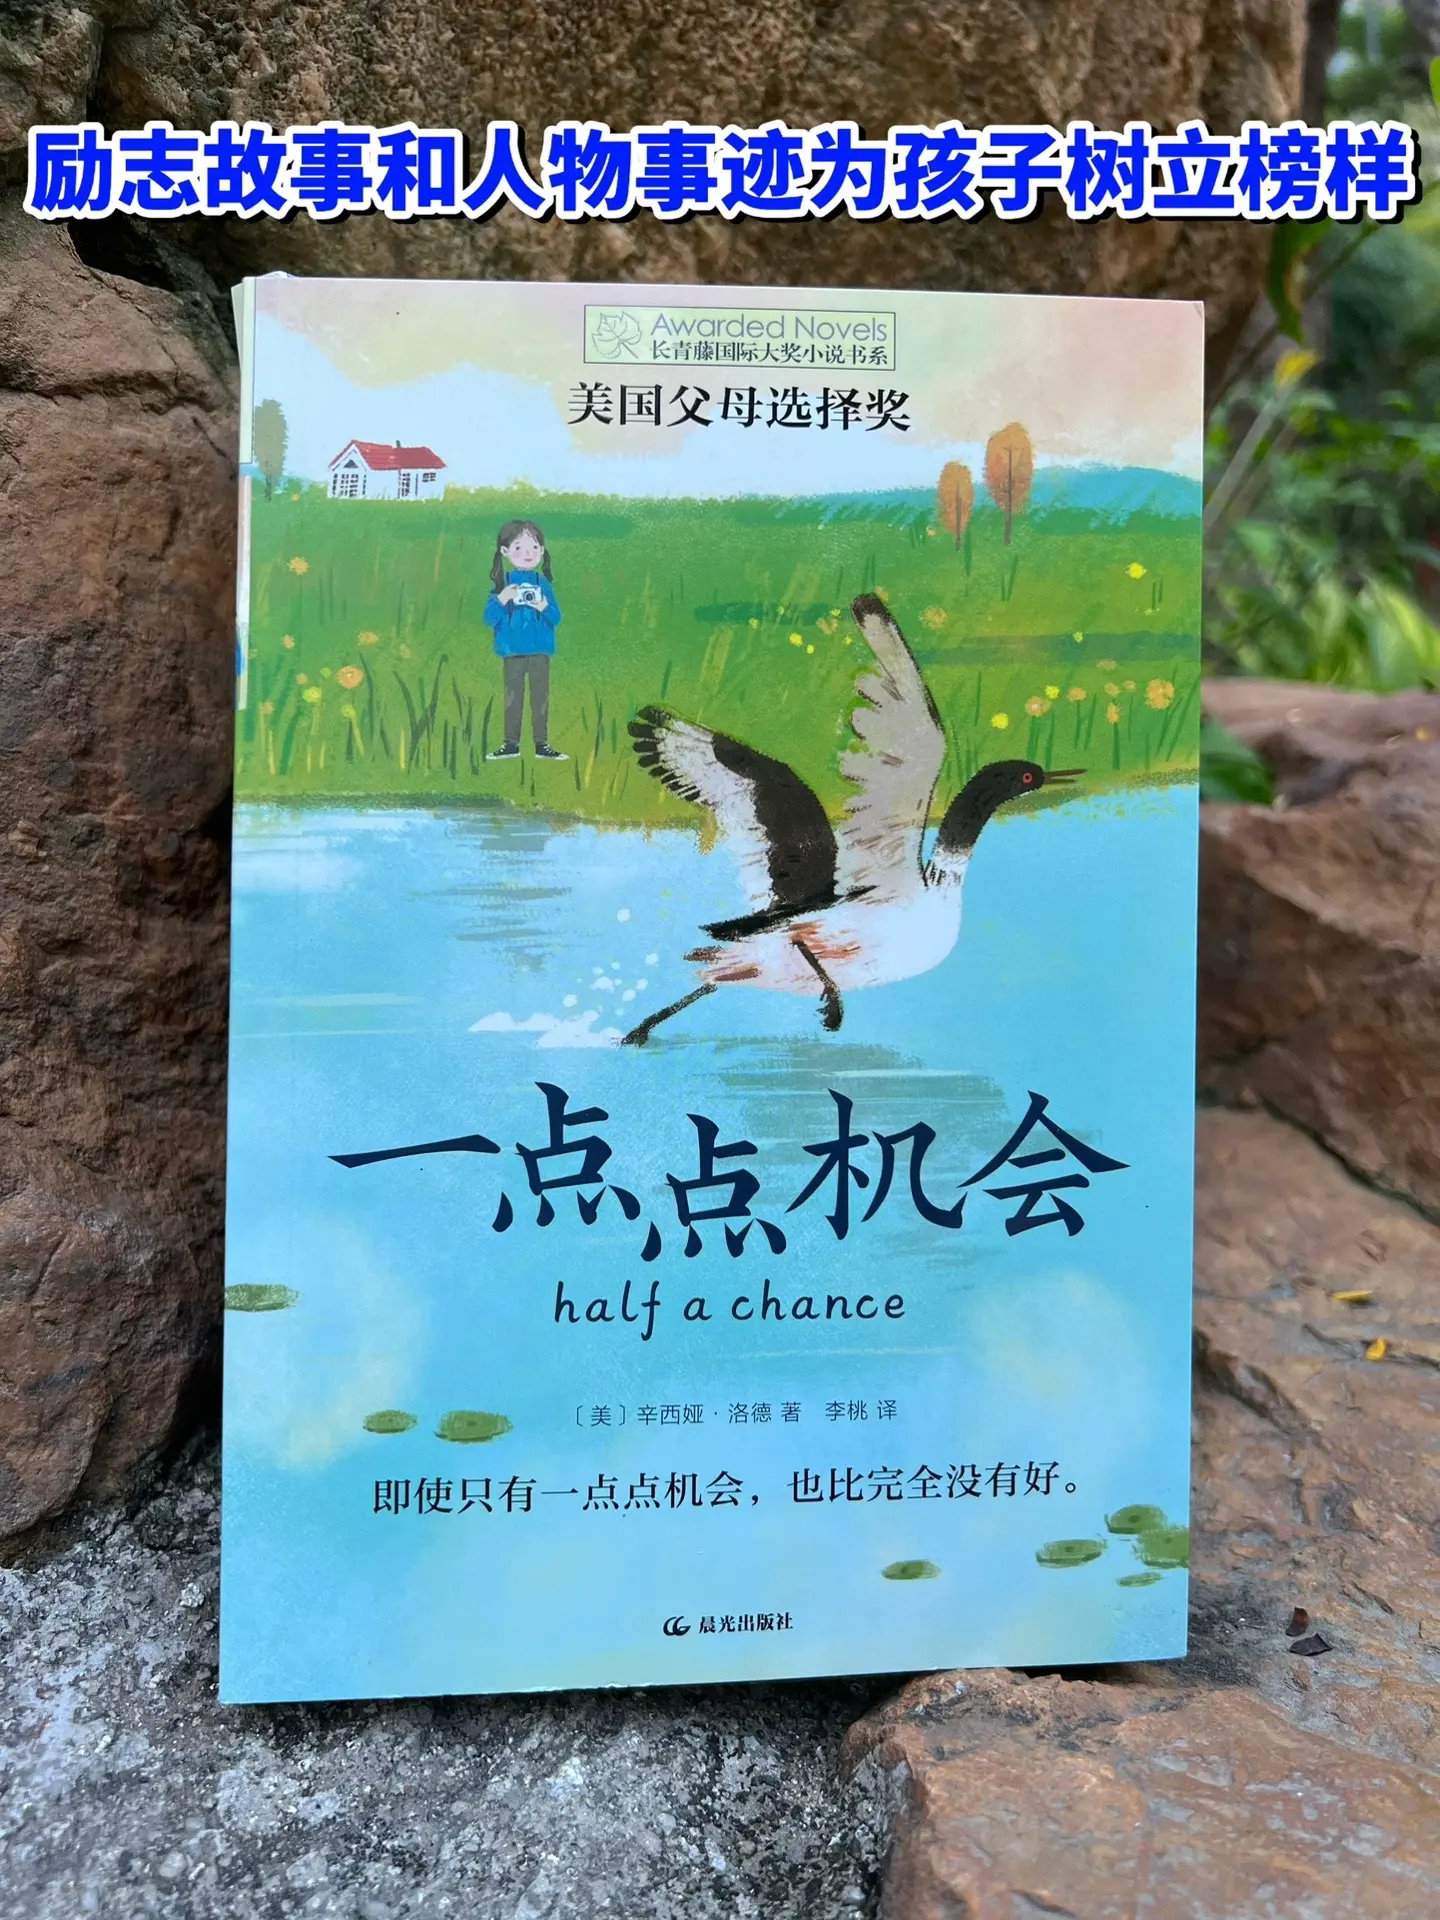 励志故事和人物事迹为孩子树立榜样
Awarded Novels
长青藤国际大奖小说书系
美国父母选择奖
一点点机会
half a chance
〔美〕辛西娅·洛德 著 李桃 译
即使只有一点点机会，也比完全没有好。
晨光出版社